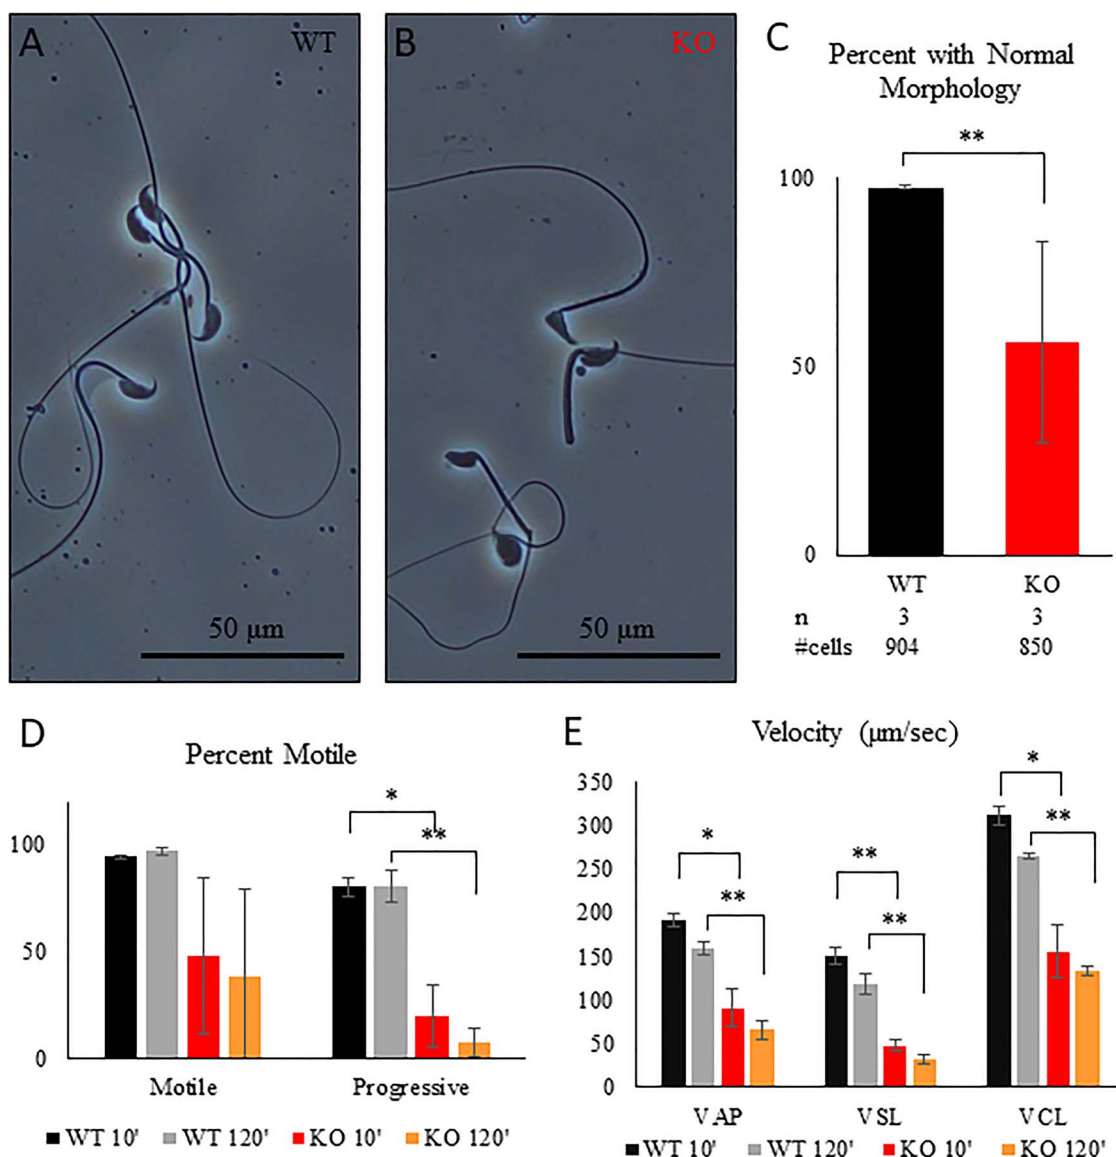 A
WT
50 µm
B
KO
50 µm
C
Percent with Normal
Morphology
**
100
50
0
WT KO
n 3 3
#cells 904 850
D
Percent Motile
*
**
100
50
0
Motile Progressive
WT 10' WT 120' KO 10' KO 120'
E
Velocity (µm/sec)
*
**
**
**
*
**
350
300
250
200
150
100
50
0
VAP VSL VCL
WT 10' WT 120' KO 10' KO 120'